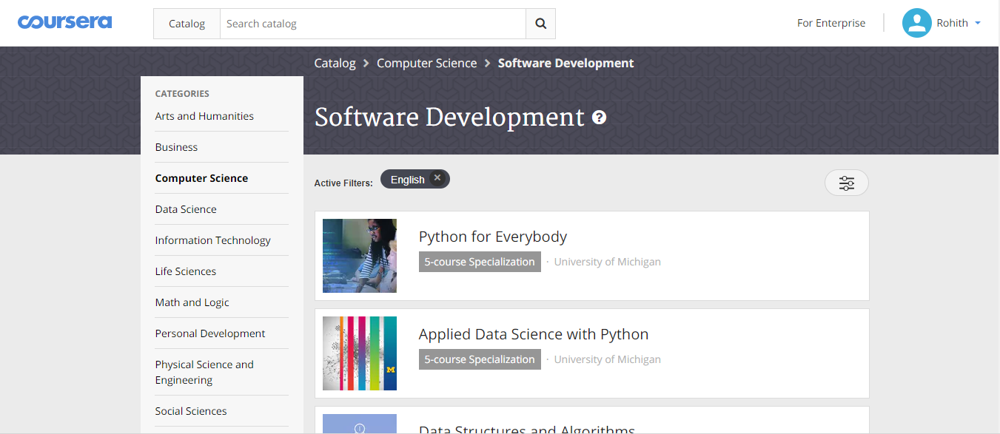 coursera
Catalog
Search catalog
For Enterprise
Rohith
Catalog > Computer Science > Software Development
CATEGORIES
Arts and Humanities
Business
Computer Science
Data Science
Information Technology
Life Sciences
Math and Logic
Personal Development
Physical Science and
Engineering
Social Sciences
Software Development ?
Active Filters: English ×
Python for Everybody
5-course Specialization · University of Michigan
M
Applied Data Science with Python
5-course Specialization · University of Michigan
Data Structures and Algorithms